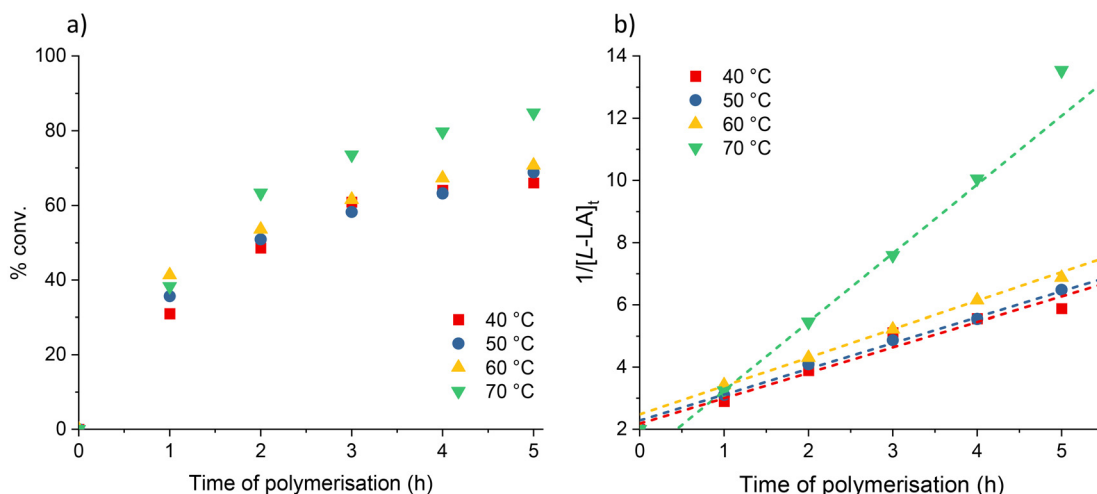 a)
100
80
60
40
20
0
% conv.
0 1 2 3 4 5
Time of polymerisation (h)
40 °C
50 °C
60 °C
70 °C
b)
14
12
10
8
6
4
2
1/[L-LA]t
0 1 2 3 4 5
Time of polymerisation (h)
40 °C
50 °C
60 °C
70 °C